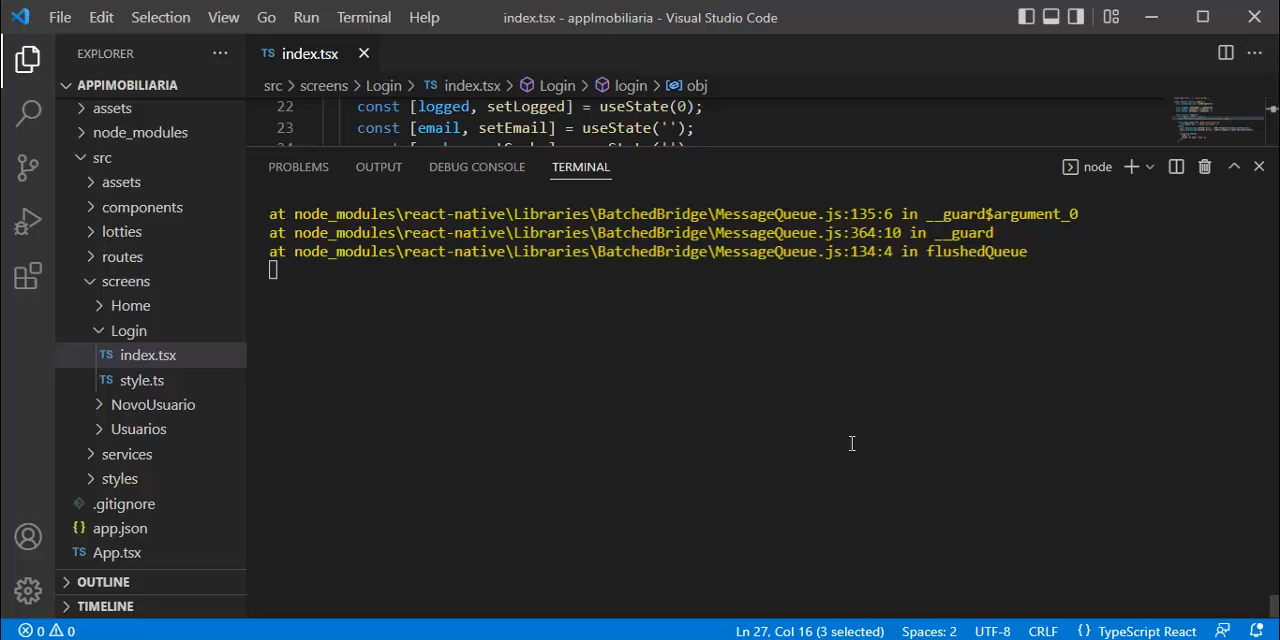 File Edit Selection View Go Run Terminal Help index.tsx - appImobiliaria - Visual Studio Code
EXPLORER ···
TS index.tsx
APPIMOBILIARIA
src > screens > Login > TS index.tsx > Login > login > obj
assets
22 const [logged, setLogged] = useState(0);
node_modules
23 const [email, setEmail] = useState('');
src
PROBLEMS OUTPUT DEBUG CONSOLE TERMINAL node
assets
components
lotties
routes
screens
Home
Login
TS index.tsx
TS style.ts
NovoUsuario
Usuarios
services
styles
.gitignore
{} app.json
TS App.tsx
OUTLINE
TIMELINE
at node_modules\react-native\Libraries\BatchedBridge\MessageQueue.js:135:6 in __guard$argument_0
at node_modules\react-native\Libraries\BatchedBridge\MessageQueue.js:364:10 in __guard
at node_modules\react-native\Libraries\BatchedBridge\MessageQueue.js:134:4 in flushedQueue
0 0 Ln 27, Col 16 (3 selected) Spaces: 2 UTF-8 CRLF {} TypeScript React